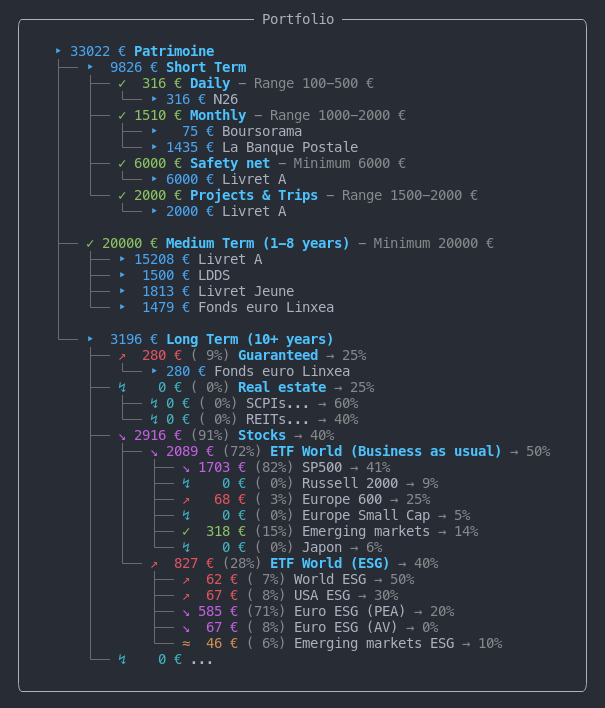 Portfolio
‣ 33022 € Patrimoine
‣ 9826 € Short Term
✓ 316 € Daily − Range 100−500 €
‣ 316 € N26
✓ 1510 € Monthly − Range 1000−2000 €
‣ 75 € Boursorama
‣ 1435 € La Banque Postale
✓ 6000 € Safety net − Minimum 6000 €
‣ 6000 € Livret A
✓ 2000 € Projects & Trips − Range 1500−2000 €
‣ 2000 € Livret A
✓ 20000 € Medium Term (1−8 years) − Minimum 20000 €
‣ 15208 € Livret A
‣ 1500 € LDDS
‣ 1813 € Livret Jeune
‣ 1479 € Fonds euro Linxea
‣ 3196 € Long Term (10+ years)
↗ 280 € ( 9%) Guaranteed → 25%
‣ 280 € Fonds euro Linxea
↯ 0 € ( 0%) Real estate → 25%
↯ 0 € ( 0%) SCPIs... → 60%
↯ 0 € ( 0%) REITs... → 40%
↘ 2916 € (91%) Stocks → 40%
↘ 2089 € (72%) ETF World (Business as usual) → 50%
↘ 1703 € (82%) SP500 → 41%
↯ 0 € ( 0%) Russell 2000 → 9%
↗ 68 € ( 3%) Europe 600 → 25%
↯ 0 € ( 0%) Europe Small Cap → 5%
✓ 318 € (15%) Emerging markets → 14%
↯ 0 € ( 0%) Japon → 6%
↗ 827 € (28%) ETF World (ESG) → 40%
↗ 62 € ( 7%) World ESG → 50%
↗ 67 € ( 8%) USA ESG → 30%
↘ 585 € (71%) Euro ESG (PEA) → 20%
↘ 67 € ( 8%) Euro ESG (AV) → 0%
≈ 46 € ( 6%) Emerging markets ESG → 10%
↯ 0 € ...